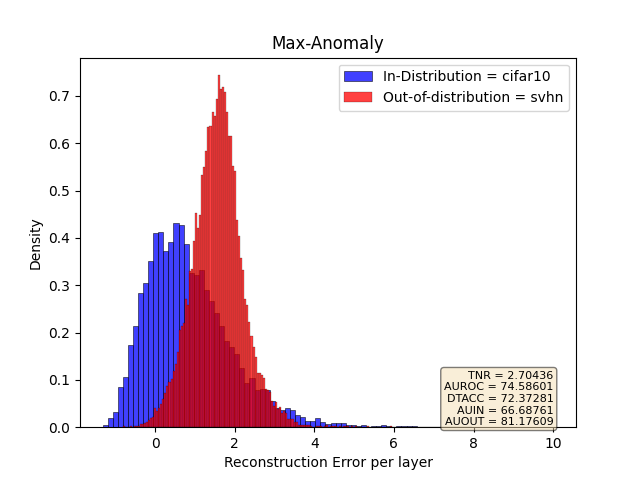 Max-Anomaly
In-Distribution = cifar10
Out-of-distribution = svhn
Density
0.7
0.6
0.5
0.4
0.3
0.2
0.1
0.0
TNR = 2.70436
AUROC = 74.58601
DTACC = 72.37281
AUIN = 66.68761
AUOUT = 81.17609
0 2 4 6 8 10
Reconstruction Error per layer